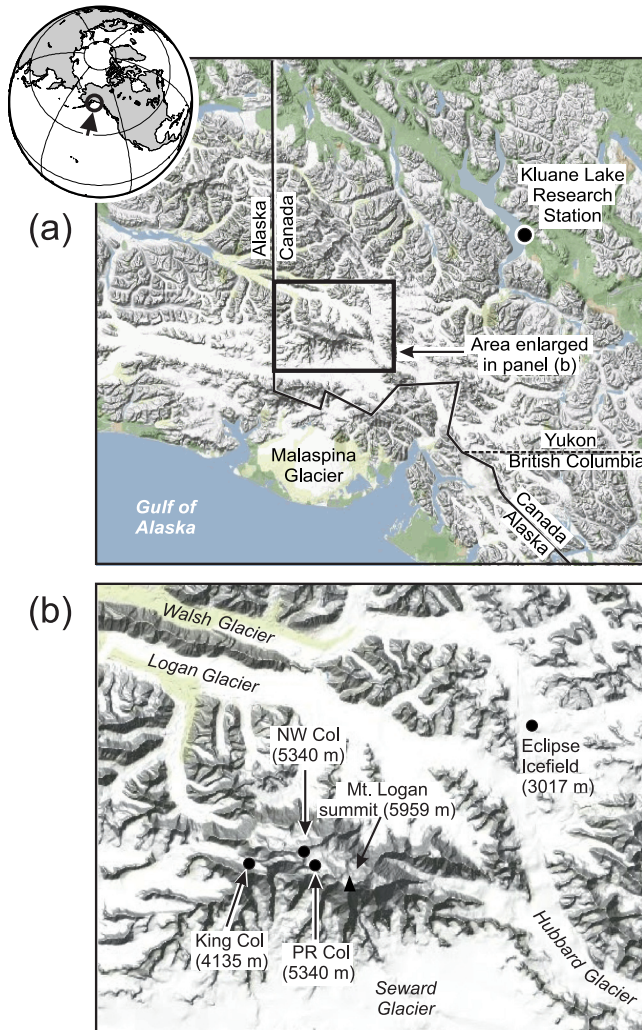 (a)
Alaska
Canada
Kluane Lake
Research
Station
Area enlarged
in panel (b)
Malaspina
Glacier
Gulf of
Alaska
Yukon
British Columbia
Canada
Alaska
(b)
Walsh Glacier
Logan Glacier
NW Col
(5340 m)
Mt. Logan
summit (5959 m)
Eclipse
Icefield
(3017 m)
King Col
(4135 m)
PR Col
(5340 m)
Seward
Glacier
Hubbard Glacier